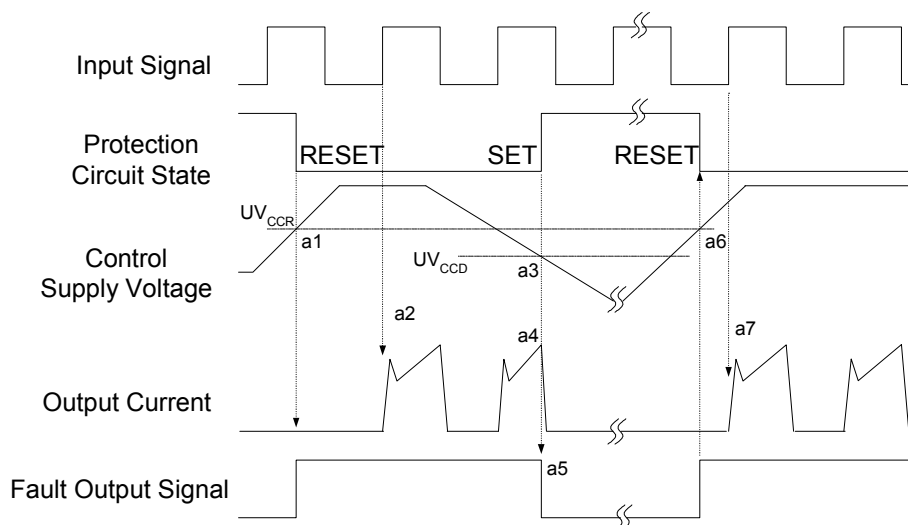 Input Signal
Protection
Circuit State
RESET
SET
RESET
UVCCR
a1
a6
Control
Supply Voltage
UVCCD
a3
a2
a4
a7
Output Current
a5
Fault Output Signal